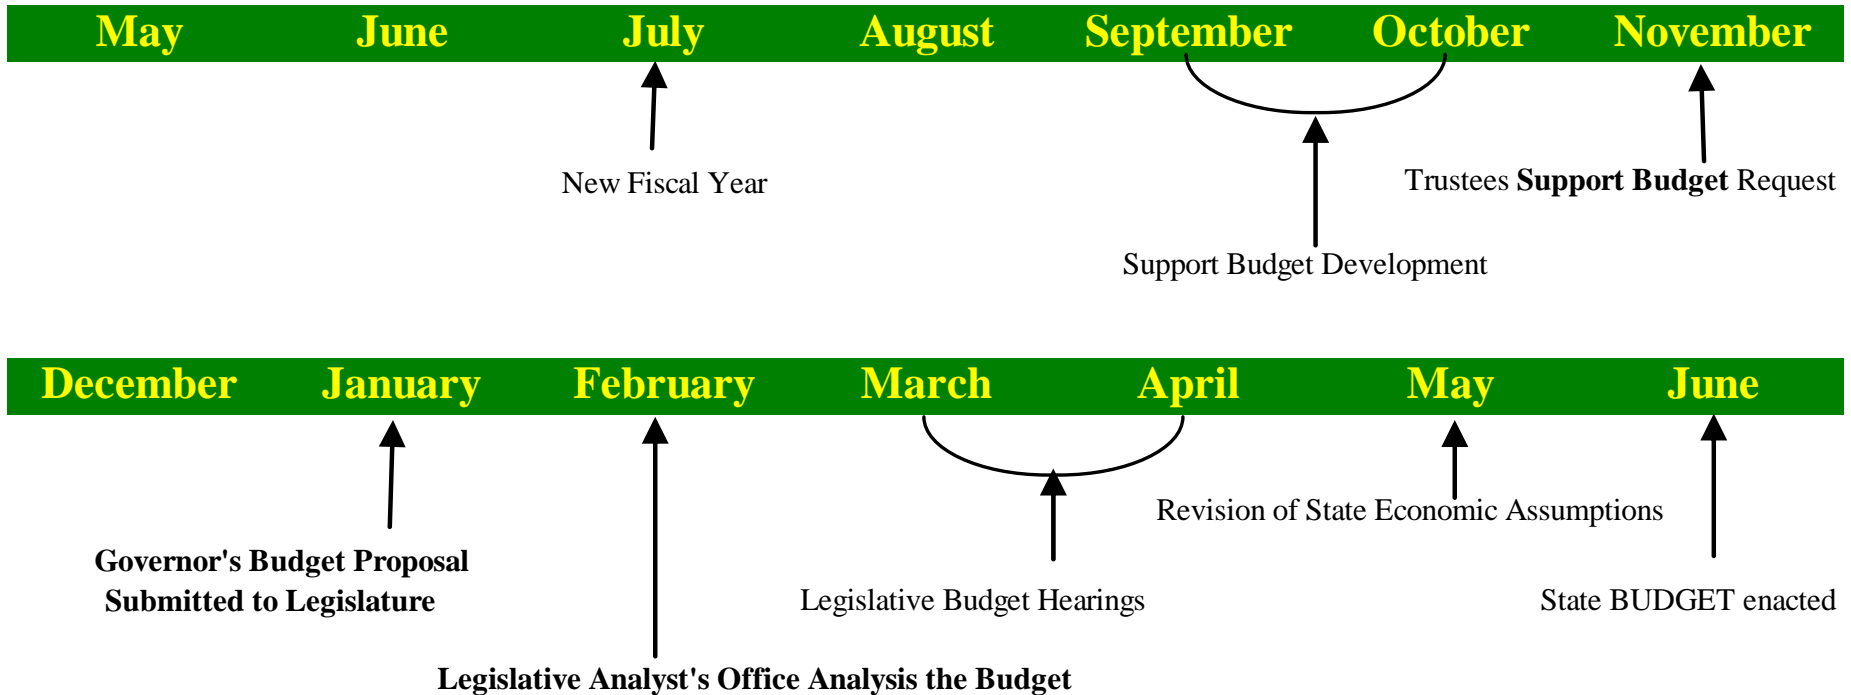 May June July August September October November
New Fiscal Year
Trustees Support Budget Request
Support Budget Development
December January February March April May June
Revision of State Economic Assumptions
Governor's Budget Proposal
Submitted to Legislature
Legislative Budget Hearings
State BUDGET enacted
Legislative Analyst's Office Analysis the Budget